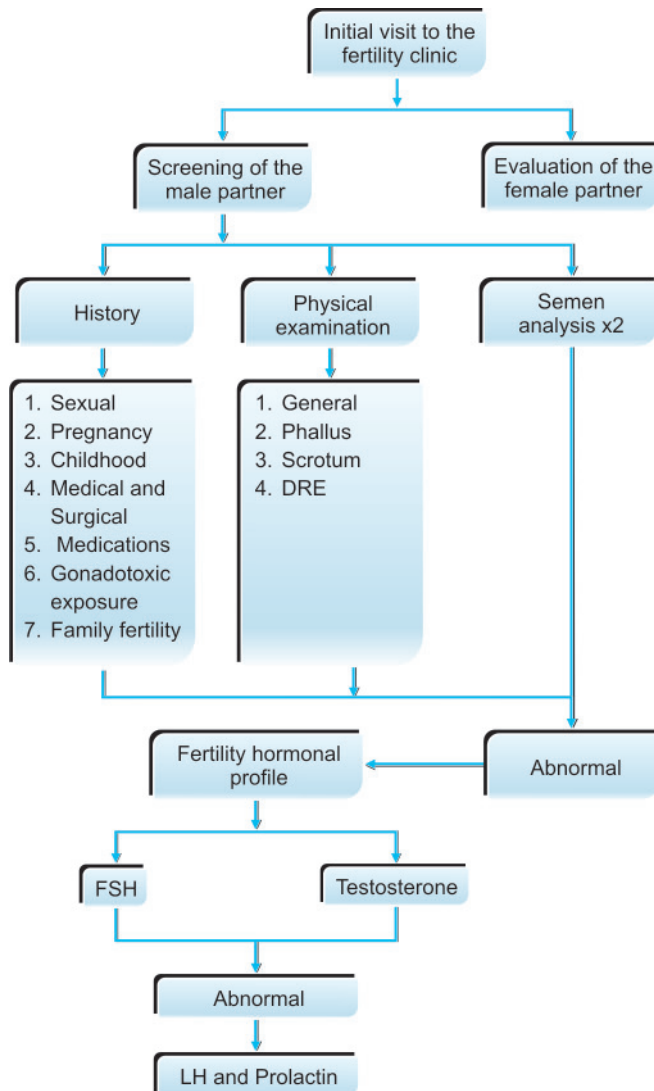 Initial visit to the
fertility clinic
Screening of the
male partner
Evaluation of the
female partner
History
Physical
examination
Semen
analysis x2
1. Sexual
2. Pregnancy
3. Childhood
4. Medical and
Surgical
5. Medications
6. Gonadotoxic
exposure
7. Family fertility
1. General
2. Phallus
3. Scrotum
4. DRE
Fertility hormonal
profile
Abnormal
FSH
Testosterone
Abnormal
LH and Prolactin